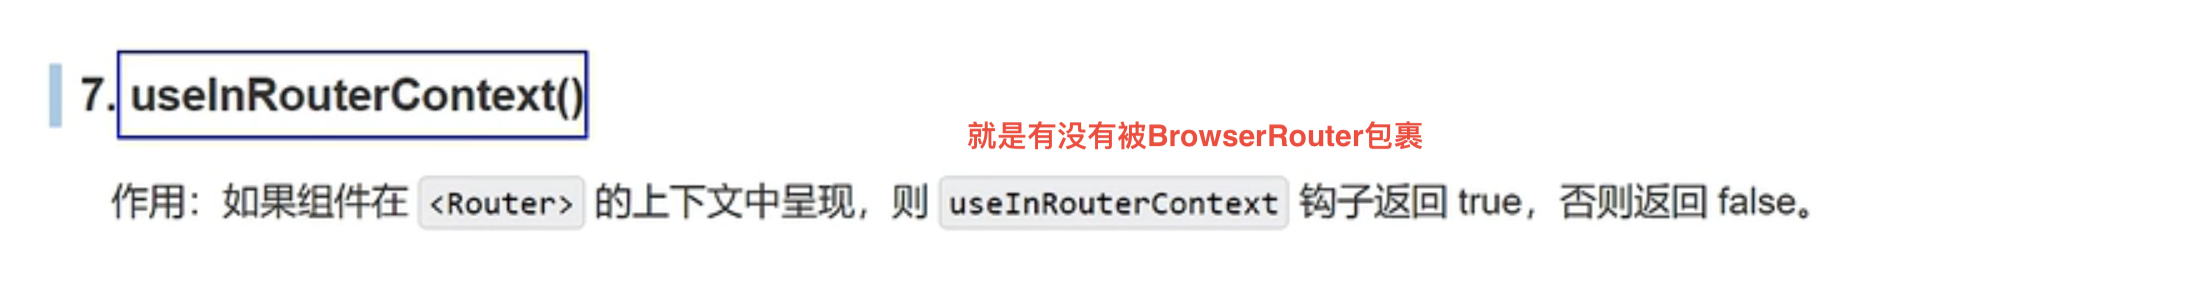 7. useInRouterContext()
就是有没有被BrowserRouter包裹
作用：如果组件在 <Router> 的上下文中呈现，则 useInRouterContext 钩子返回 true，否则返回 false。